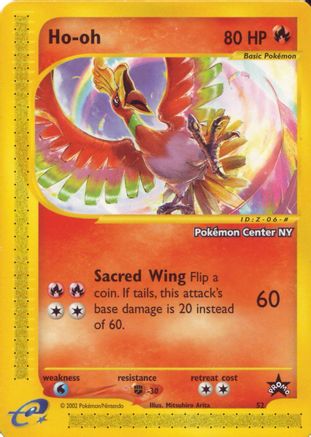 Ho-oh 80 HP
Basic Pokémon
ID:Z-06-#
Pokémon Center NY
Sacred Wing Flip a
coin. If tails, this attack's
base damage is 20 instead
of 60.
60
weakness resistance retreat cost
-30
©2002 Pokémon/Nintendo Illus. Mitsuhiro Arita 52
PROMO
e